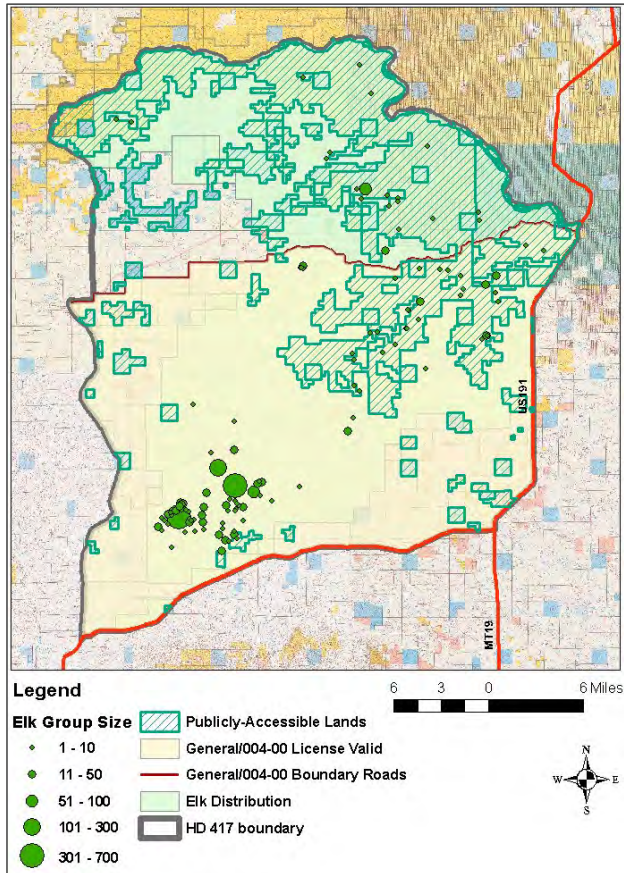 US191
MT19
Legend
6 3 0 6 Miles
Elk Group Size
1 - 10
11 - 50
51 - 100
101 - 300
301 - 700
Publicly-Accessible Lands
General/004-00 License Valid
General/004-00 Boundary Roads
Elk Distribution
HD 417 boundary
N
W E
S